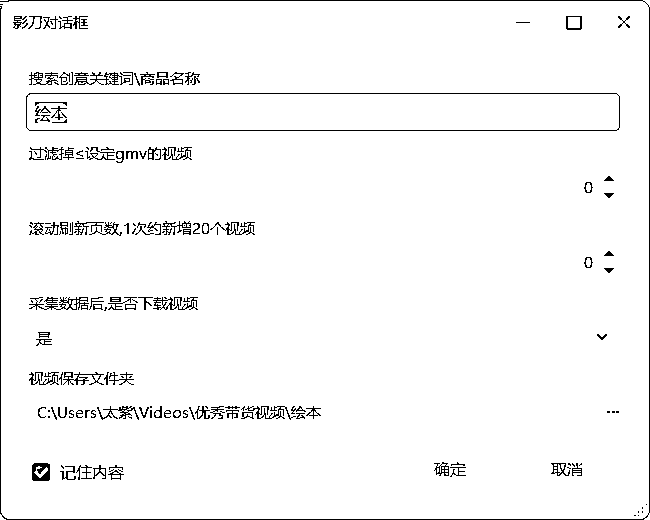 影刀对话框
搜索创意关键词\商品名称
绘本
过滤掉≤设定gmv的视频
0
滚动刷新页数,1次约新增20个视频
0
采集数据后,是否下载视频
是
视频保存文件夹
C:\Users\太紫\Videos\优秀带货视频\绘本
...
记住内容
确定
取消